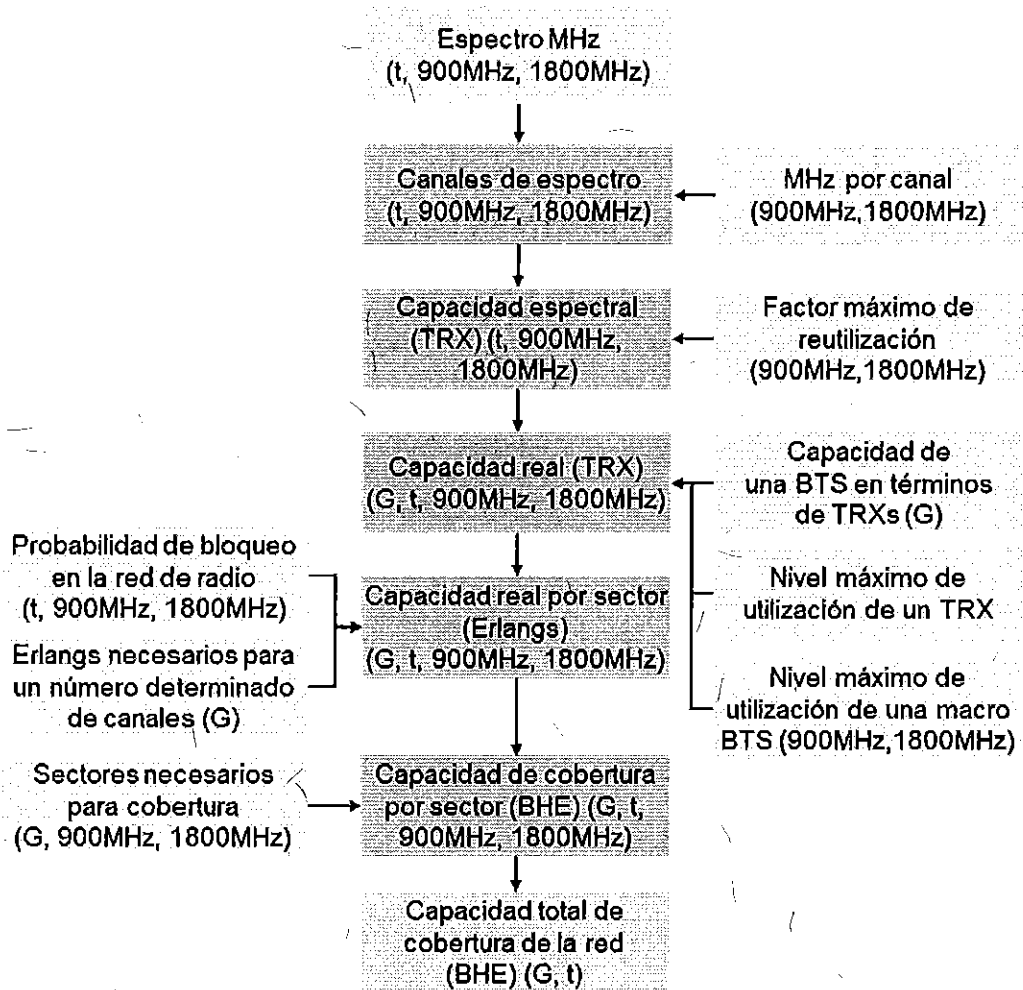 Espectro MHz
(t, 900MHz, 1800MHz)
Canales de espectro
(t, 900MHz, 1800MHz)
MHz por canal
(900MHz,1800MHz)
Capacidad espectral
(TRX) (t, 900MHz,
1800MHz)
Factor máximo de
reutilización
(900MHz,1800MHz)
Capacidad real (TRX)
(G, t, 900MHz, 1800MHz)
Capacidad de
una BTS en términos
de TRXs (G)
Probabilidad de bloqueo
en la red de radio
(t, 900MHz, 1800MHz)
Nivel máximo de
utilización de un TRX
Capacidad real por sector
(Erlangs)
(G, t, 900MHz, 1800MHz)
Erlangs necesarios para
un número determinado
de canales (G)
Nivel máximo de
utilización de una macro
BTS (900MHz,1800MHz)
Sectores necesarios
para cobertura
(G, 900MHz, 1800MHz)
Capacidad de cobertura
por sector (BHE) (G, t,
900MHz, 1800MHz)
Capacidad total de
cobertura de la red
(BHE) (G, t)